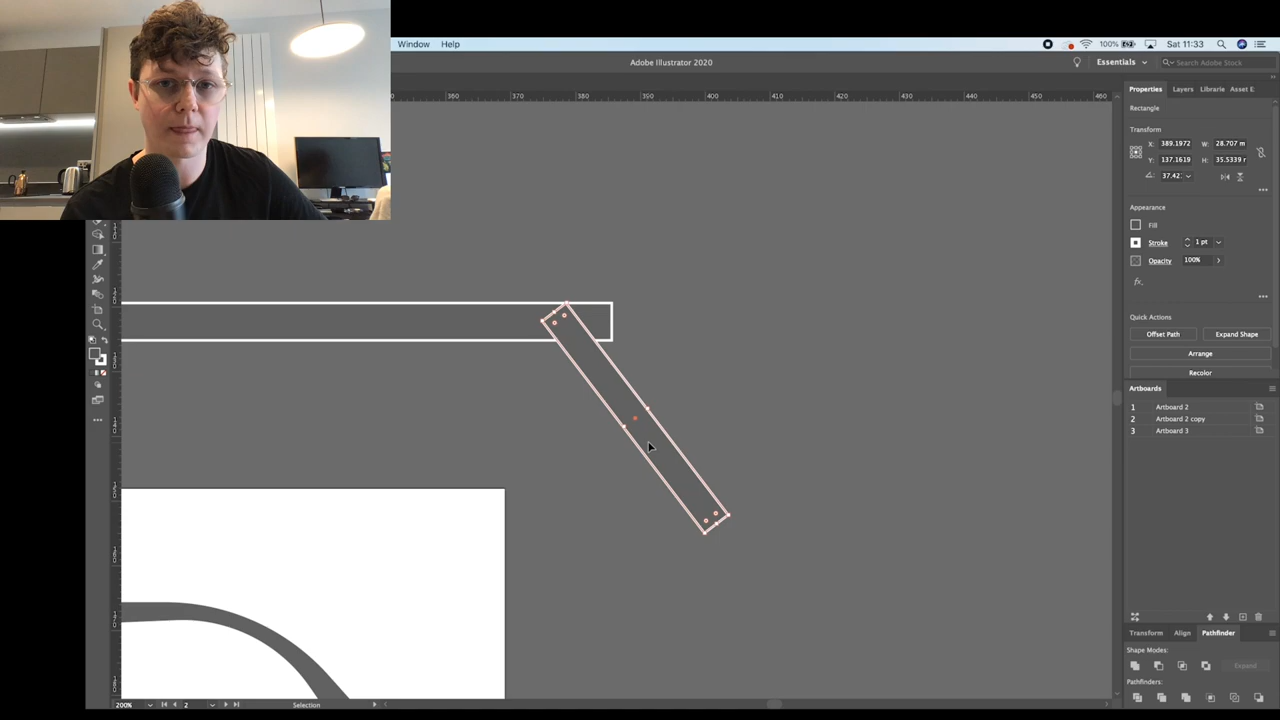 Window Help
100% Sat 11:33
Adobe Illustrator 2020
Essentials
Search Adobe Stock
360 370 380 390 400 410 420 430 440 450 460
Properties Layers Librarie Asset E:
Rectangle
Transform
X: 389.1972 W: 28.707 m
Y: 137.1619 H: 35.5339 r
37.42:
Appearance
Fill
Stroke 1 pt
Opacity 100%
fx.
Quick Actions
Offset Path Expand Shape
Arrange
Recolor
Artboards
1 Artboard 2
2 Artboard 2 copy
3 Artboard 3
Transform Align Pathfinder
Shape Modes:
Expand
Pathfinders:
200% 2 Selection